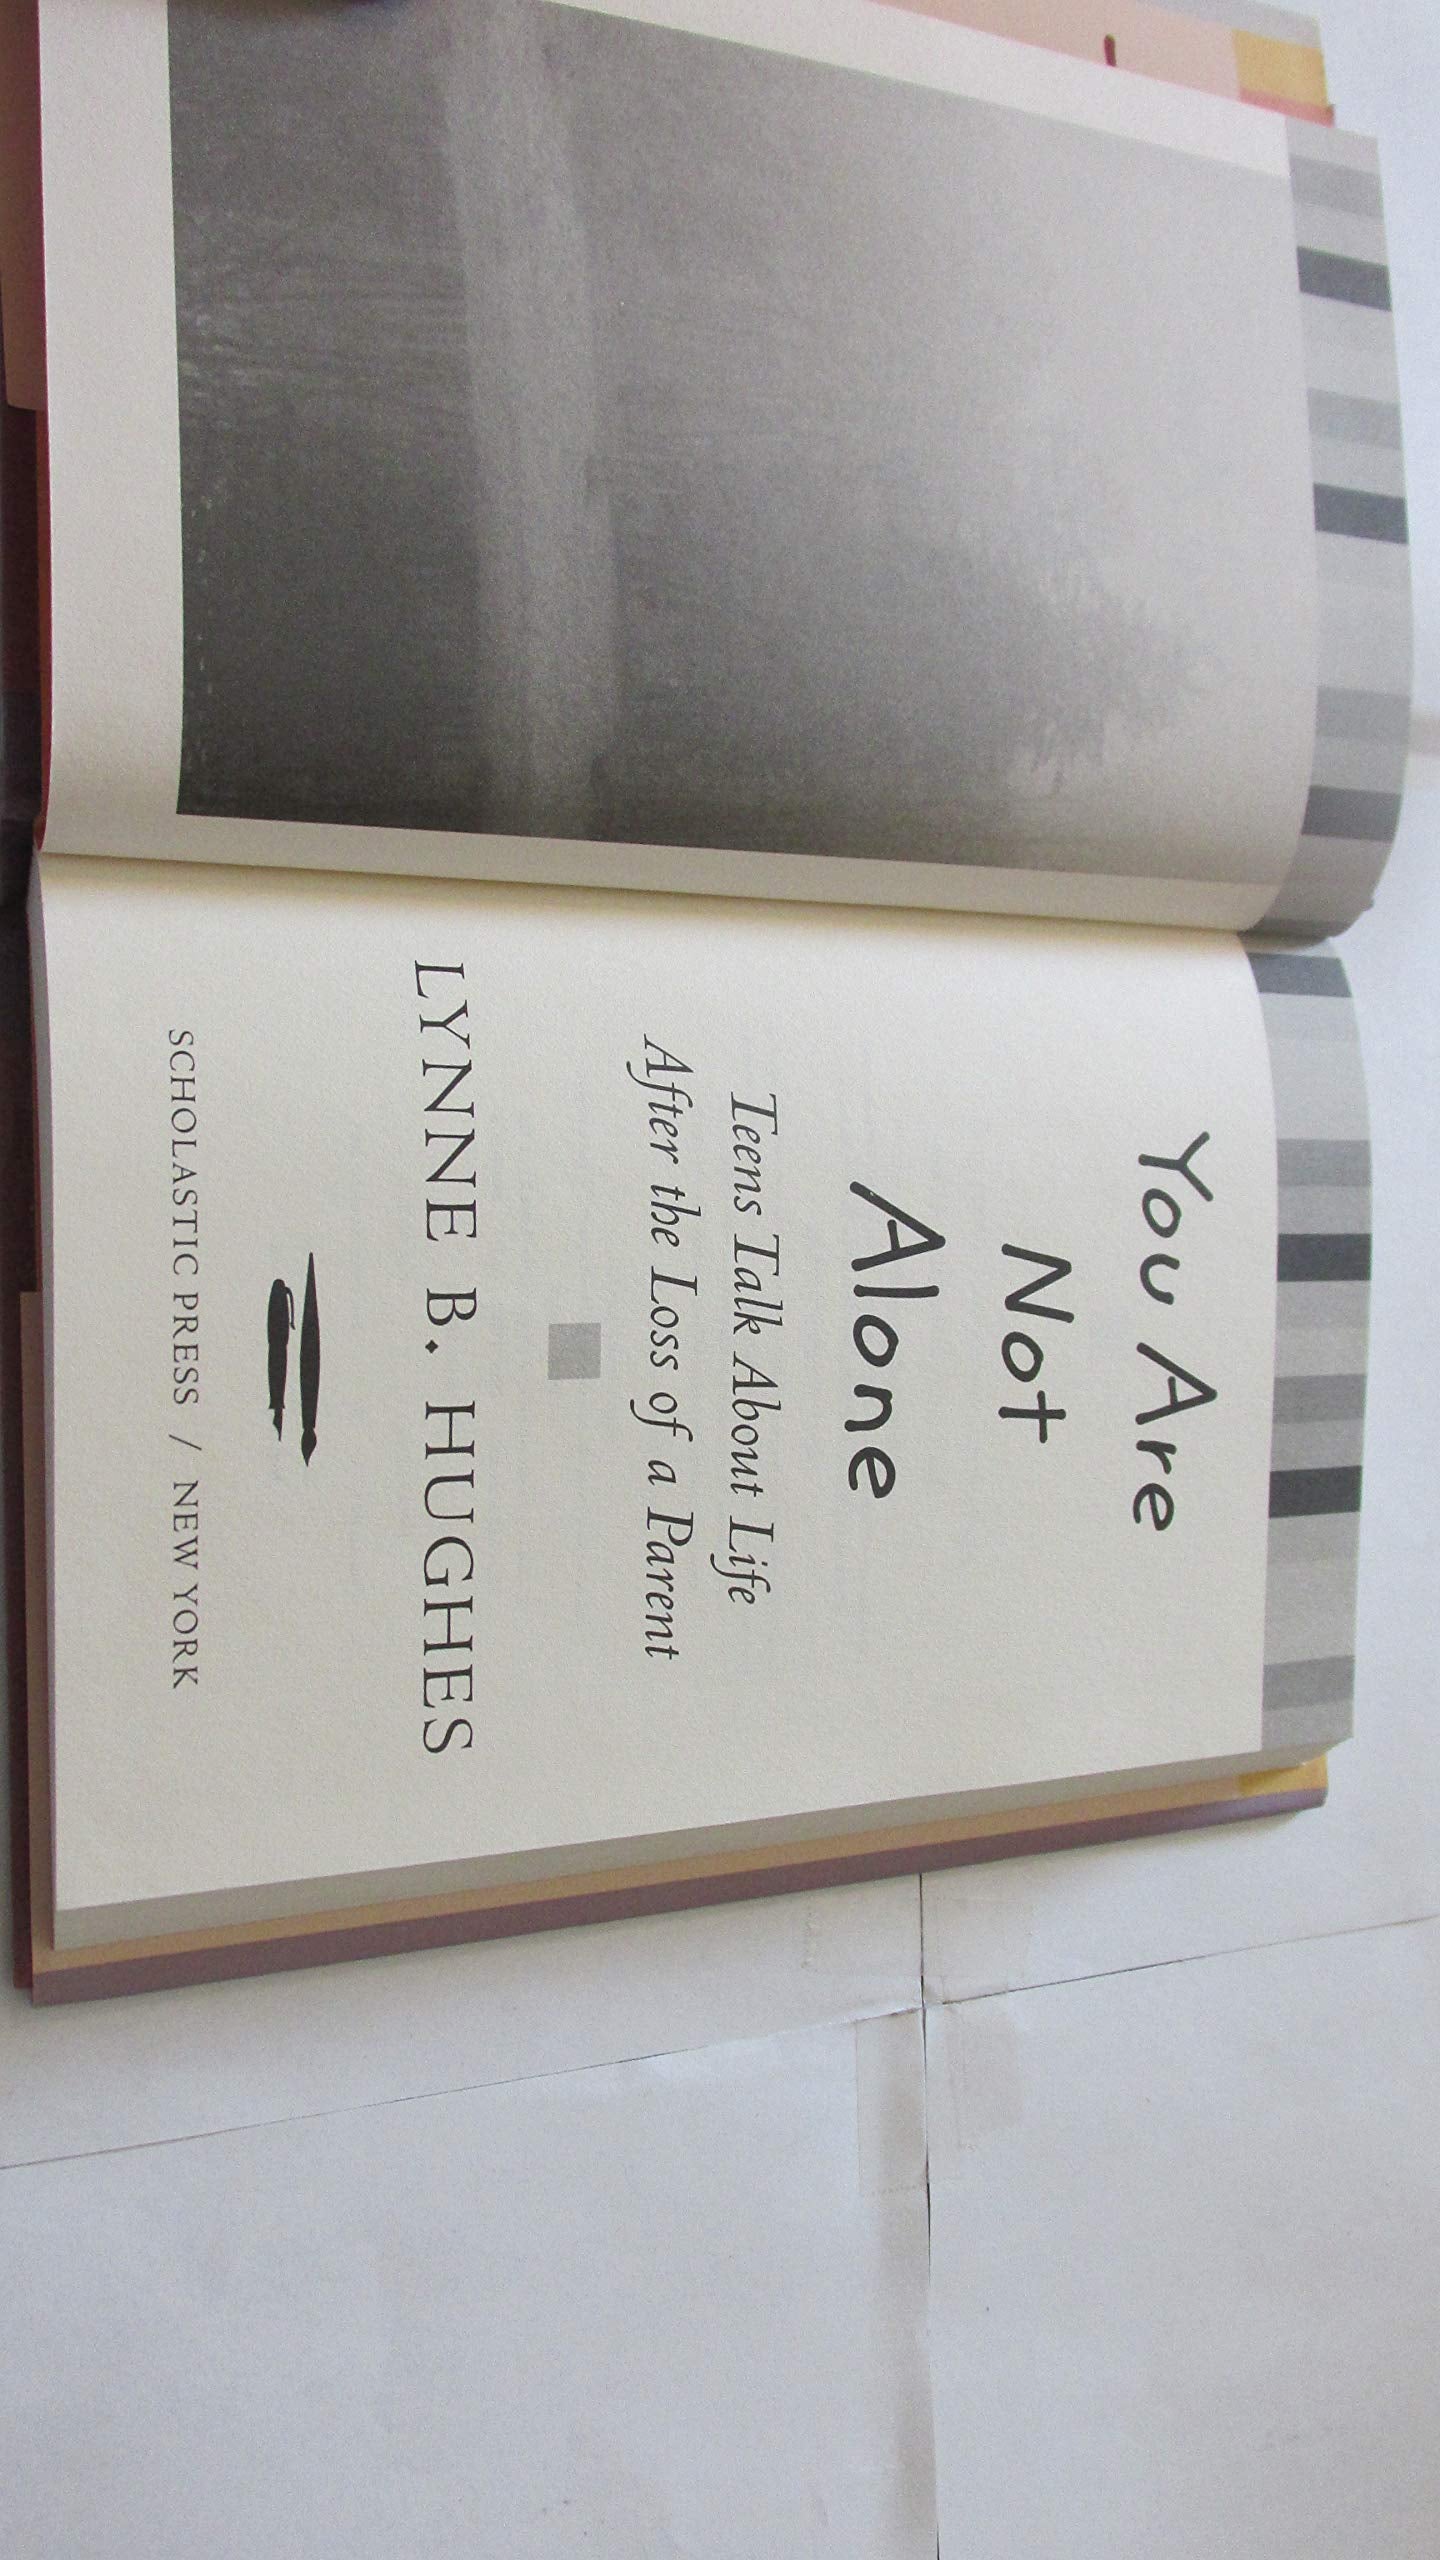 You Are
Not
Alone
Teens Talk About Life
After the Loss of a Parent
LYNNE B. HUGHES
SCHOLASTIC PRESS / NEW YORK